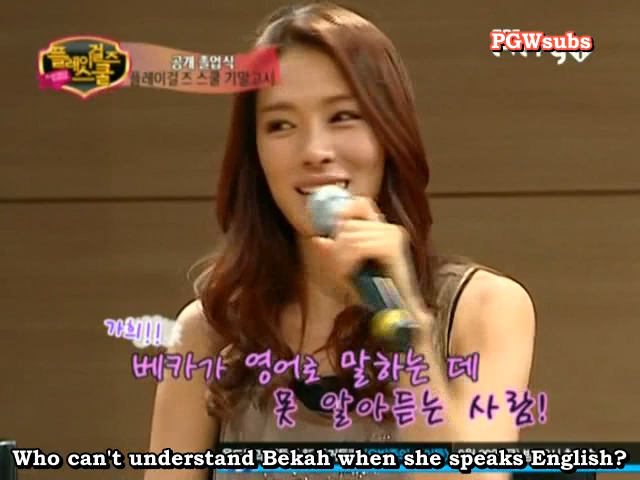 PGWsubs
플레이걸즈
스쿨
공개 졸업식
플레이걸즈 스쿨 기말고사
가희!!
베카가 영어로 말하는 데
못 알아듣는 사람!
Who can't understand Bekah when she speaks English?